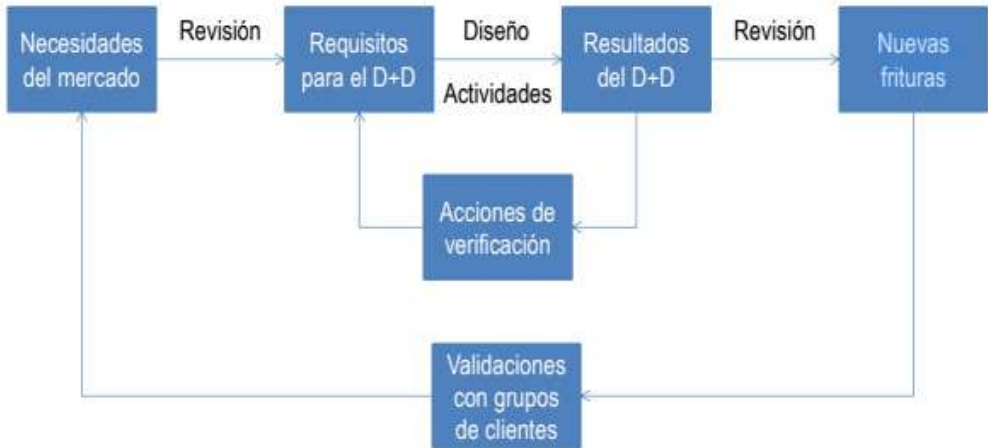 Necesidades
del mercado
Revisión
Requisitos
para el D+D
Diseño
Actividades
Resultados
del D+D
Revisión
Nuevas
frituras
Acciones de
verificación
Validaciones
con grupos
de clientes